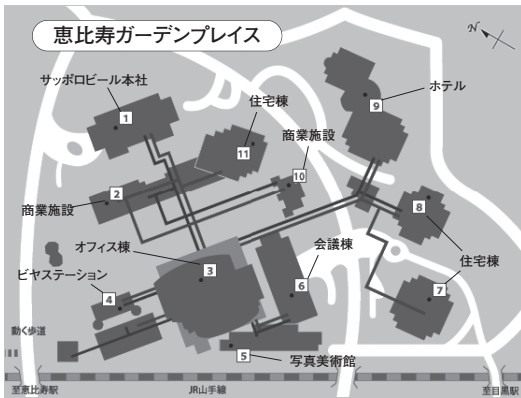 恵比寿ガーデンプレイス
N
サッポロビール本社
1
住宅棟
11
ホテル
9
商業施設
10
2
商業施設
8
住宅棟
オフィス棟
3
会議棟
6
7
ビヤステーション
4
動く歩道
5
写真美術館
至恵比寿駅
JR山手線
至目黒駅